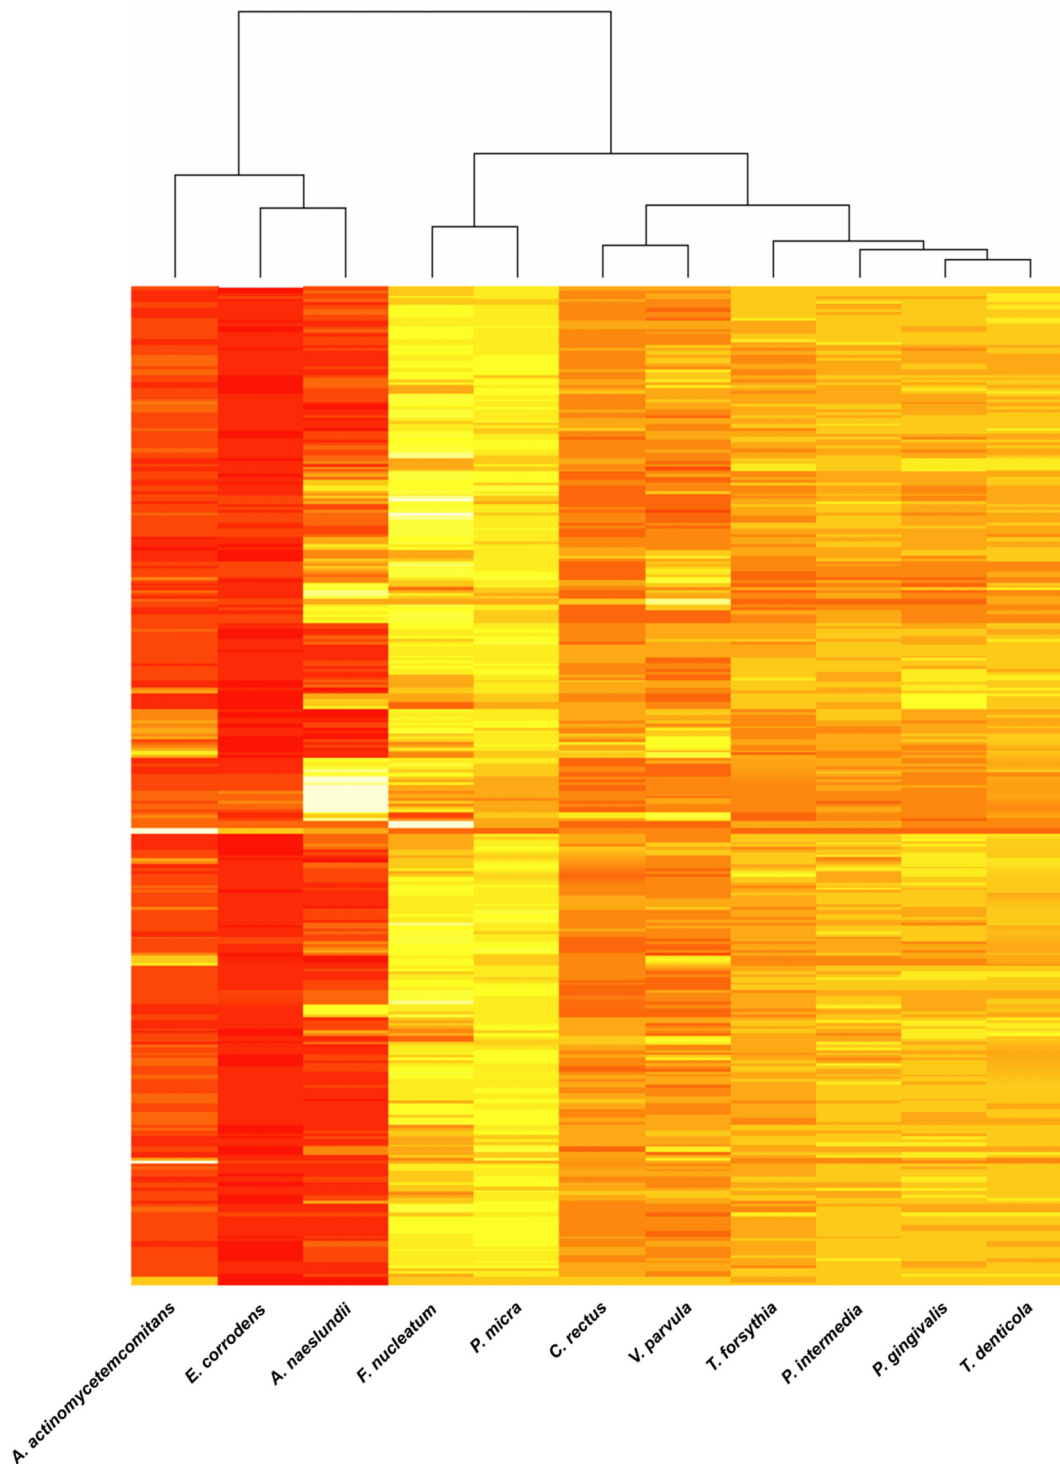 A. actinomycetemcomitans
E. corrodens
A. naeslundii
F. nucleatum
P. micra
C. rectus
V. parvula
T. forsythia
P. intermedia
P. gingivalis
T. denticola